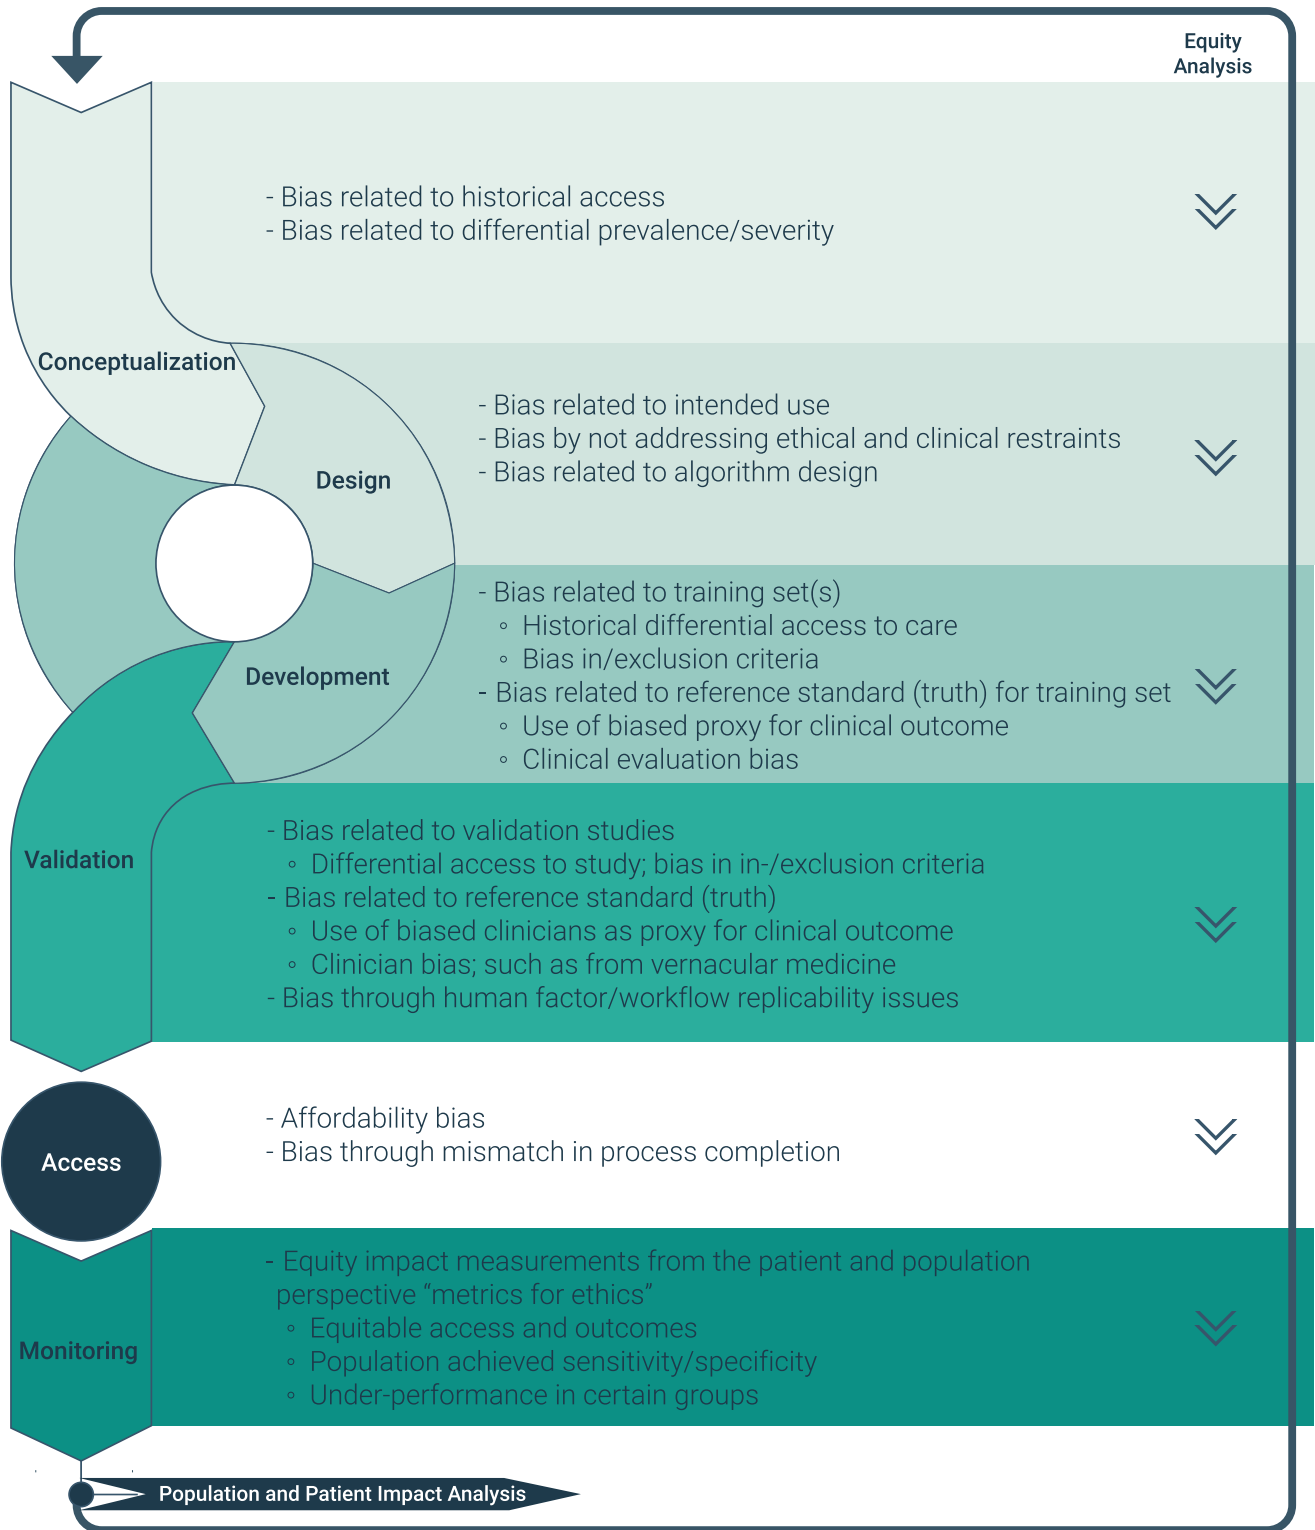 Equity
Analysis
- Bias related to historical access
- Bias related to differential prevalence/severity
Conceptualization
- Bias related to intended use
- Bias by not addressing ethical and clinical restraints
- Bias related to algorithm design
Design
- Bias related to training set(s)
◦ Historical differential access to care
◦ Bias in/exclusion criteria
- Bias related to reference standard (truth) for training set
◦ Use of biased proxy for clinical outcome
◦ Clinical evaluation bias
Development
- Bias related to validation studies
◦ Differential access to study; bias in in-/exclusion criteria
- Bias related to reference standard (truth)
◦ Use of biased clinicians as proxy for clinical outcome
◦ Clinician bias; such as from vernacular medicine
- Bias through human factor/workflow replicability issues
Validation
- Affordability bias
- Bias through mismatch in process completion
Access
- Equity impact measurements from the patient and population
perspective “metrics for ethics”
◦ Equitable access and outcomes
◦ Population achieved sensitivity/specificity
◦ Under-performance in certain groups
Monitoring
Population and Patient Impact Analysis